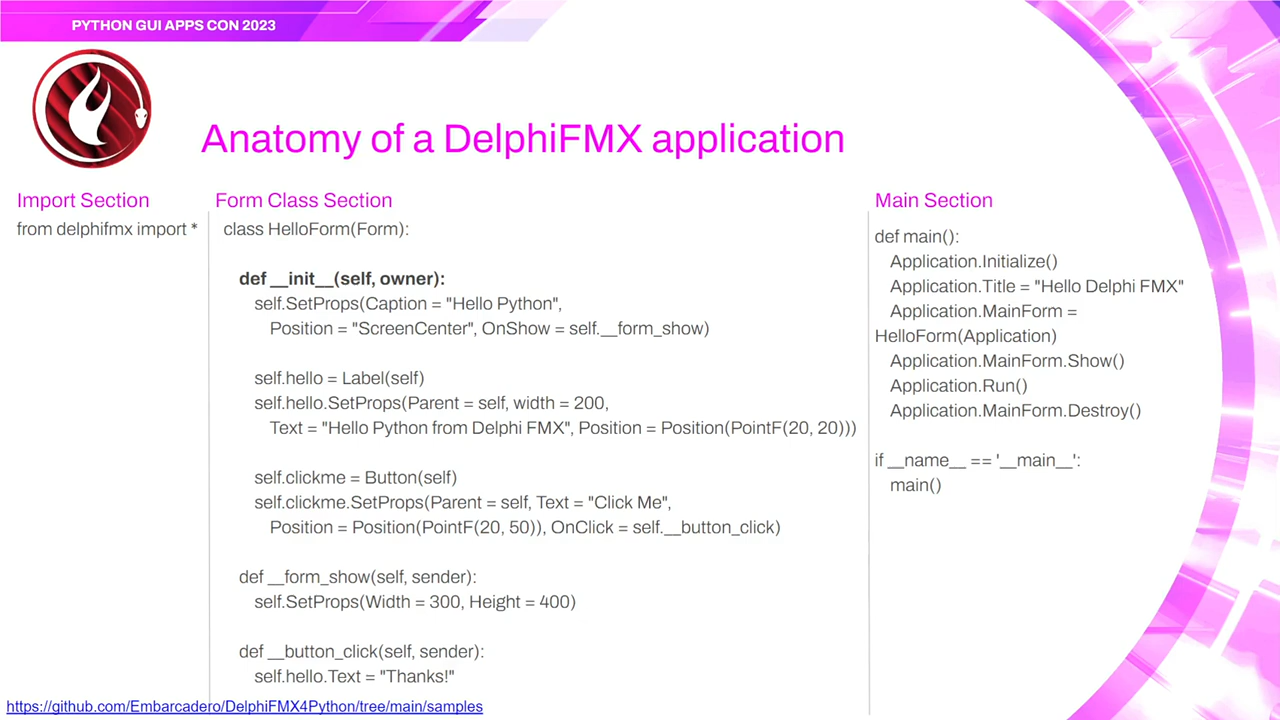 PYTHON GUI APPS CON 2023
Anatomy of a DelphiFMX application
Import Section
from delphifmx import *
Form Class Section
class HelloForm(Form):
def __init__(self, owner):
self.SetProps(Caption = "Hello Python",
Position = "ScreenCenter", OnShow = self.__form_show)
self.hello = Label(self)
self.hello.SetProps(Parent = self, width = 200,
Text = "Hello Python from Delphi FMX", Position = Position(PointF(20, 20)))
self.clickme = Button(self)
self.clickme.SetProps(Parent = self, Text = "Click Me",
Position = Position(PointF(20, 50)), OnClick = self.__button_click)
def __form_show(self, sender):
self.SetProps(Width = 300, Height = 400)
def __button_click(self, sender):
self.hello.Text = "Thanks!"
Main Section
def main():
Application.Initialize()
Application.Title = "Hello Delphi FMX"
Application.MainForm =
HelloForm(Application)
Application.MainForm.Show()
Application.Run()
Application.MainForm.Destroy()
if __name__ == '__main__':
main()
https://github.com/Embarcadero/DelphiFMX4Python/tree/main/samples